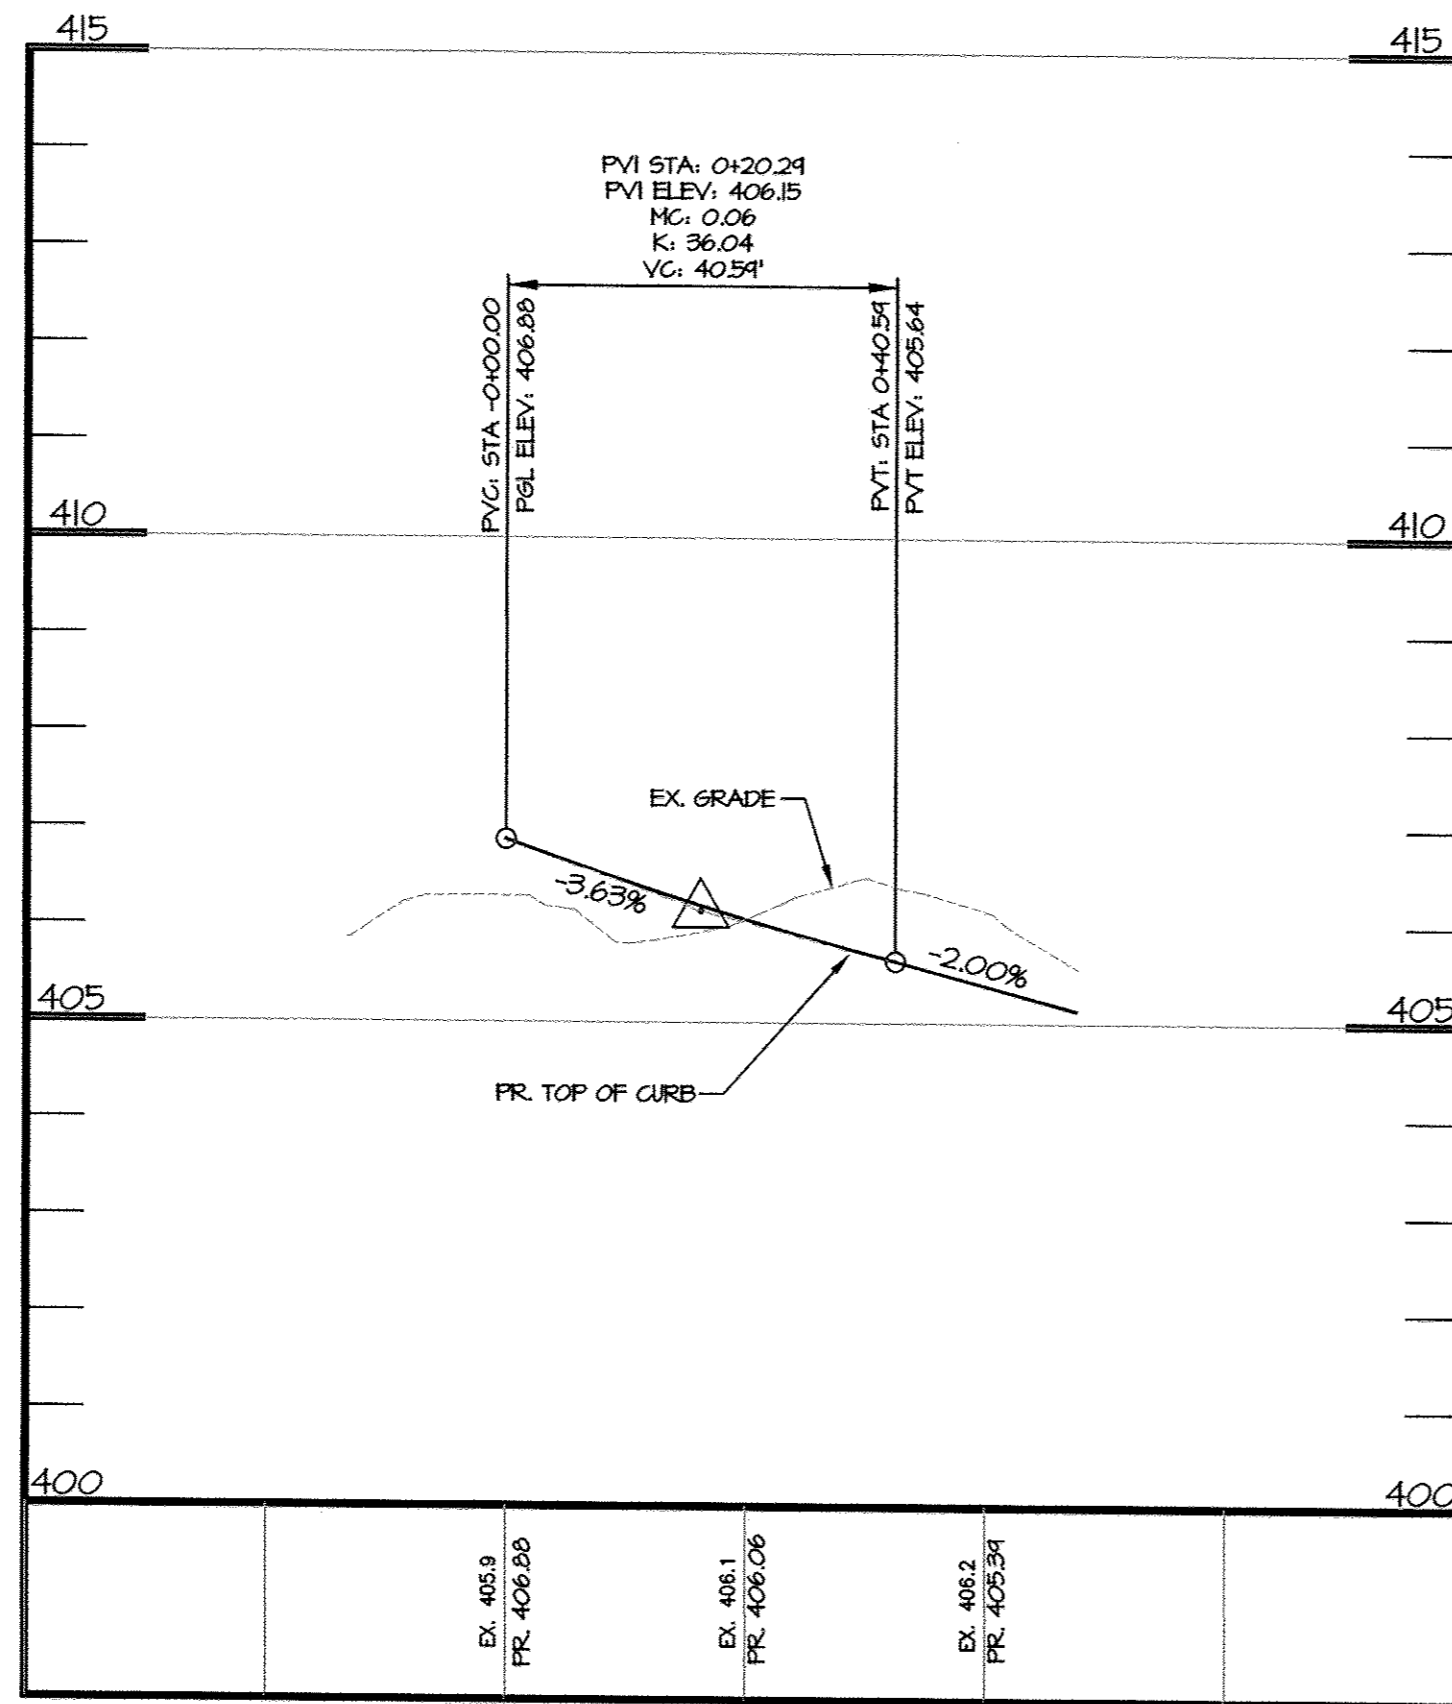 415
415
PVI STA: 0+20.29
PVI ELEV: 406.15
MC: 0.06
K: 36.04
VC: 40.59'
PVC: STA -0+00.00
PGL ELEV: 406.88
PVT: STA 0+40.59
PVT ELEV: 405.64
410
410
EX. GRADE
-3.63%
-2.00%
405
405
PR. TOP OF CURB
400
400
EX. 405.9
PR. 406.88
EX. 406.1
PR. 406.06
EX. 406.2
PR. 405.39